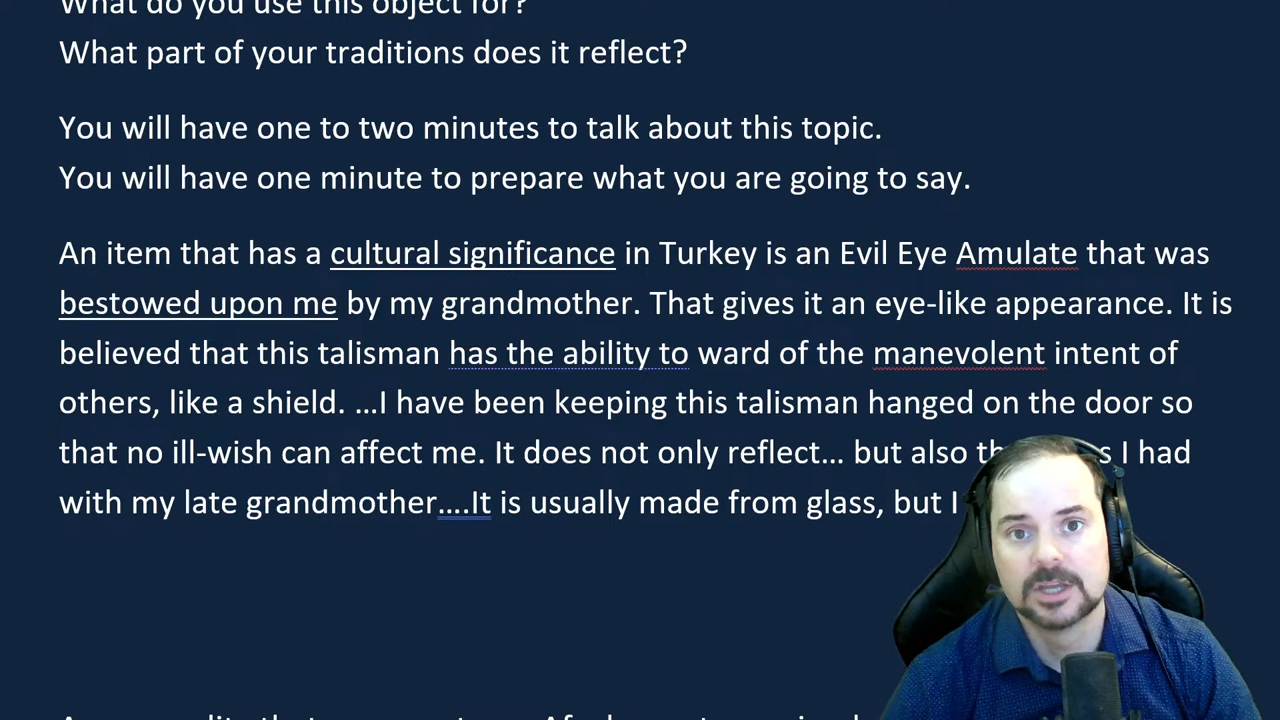 What do you use this object for?
What part of your traditions does it reflect?
You will have one to two minutes to talk about this topic.
You will have one minute to prepare what you are going to say.
An item that has a cultural significance in Turkey is an Evil Eye Amulate that was
bestowed upon me by my grandmother. That gives it an eye-like appearance. It is
believed that this talisman has the ability to ward of the manevolent intent of
others, like a shield. …I have been keeping this talisman hanged on the door so
that no ill-wish can affect me. It does not only reflect… but also I had
with my late grandmother….It is usually made from glass, but I